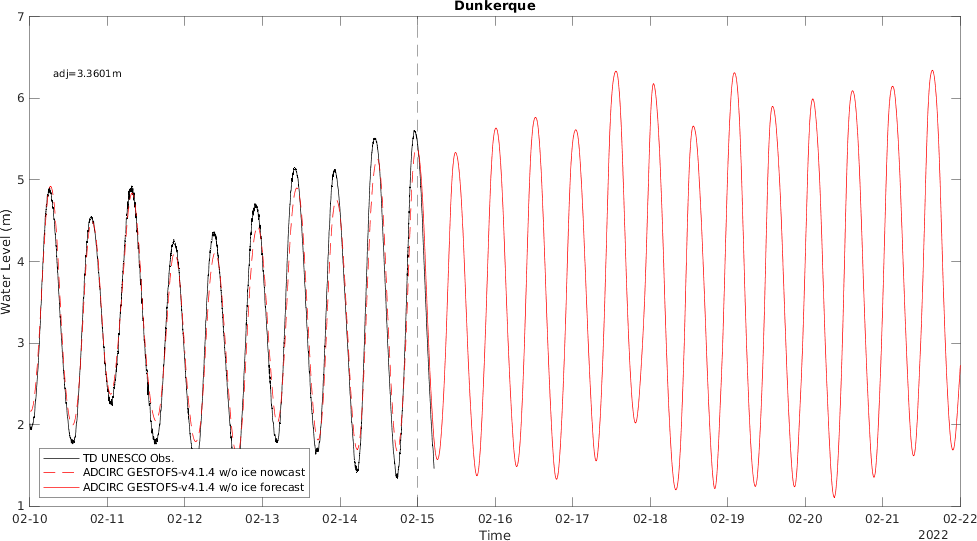 Dunkerque
7
adj=3.3601m
6
5
4
3
2
1
Water Level (m)
TD UNESCO Obs.
ADCIRC GESTOFS-v4.1.4 w/o ice nowcast
ADCIRC GESTOFS-v4.1.4 w/o ice forecast
02-10 02-11 02-12 02-13 02-14 02-15 02-16 02-17 02-18 02-19 02-20 02-21 02-22
Time
2022